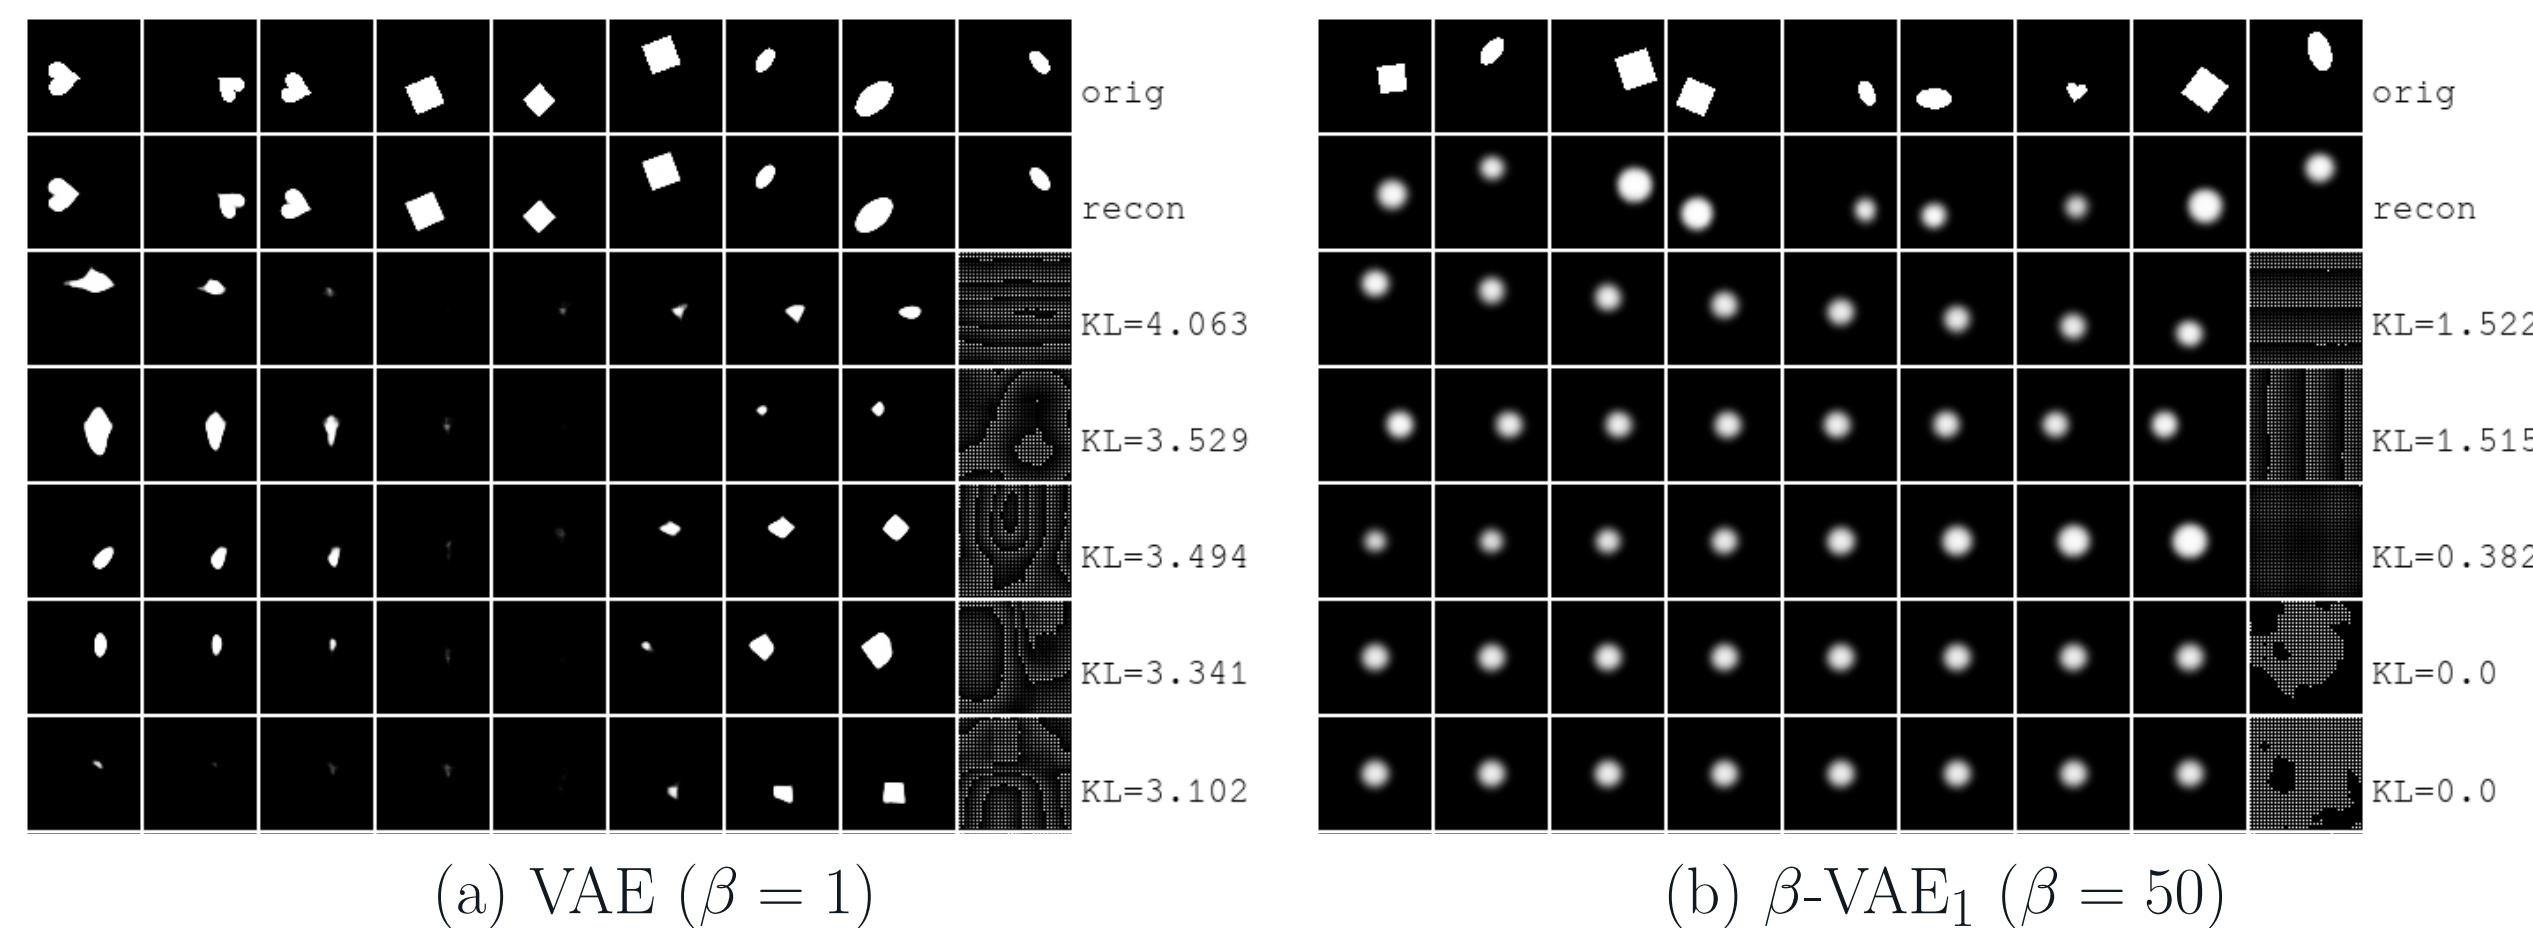 orig
recon
KL=4.063
KL=3.529
KL=3.494
KL=3.341
KL=3.102
(a) VAE (β = 1)
orig
recon
KL=1.522
KL=1.515
KL=0.382
KL=0.0
KL=0.0
(b) β-VAE₁ (β = 50)